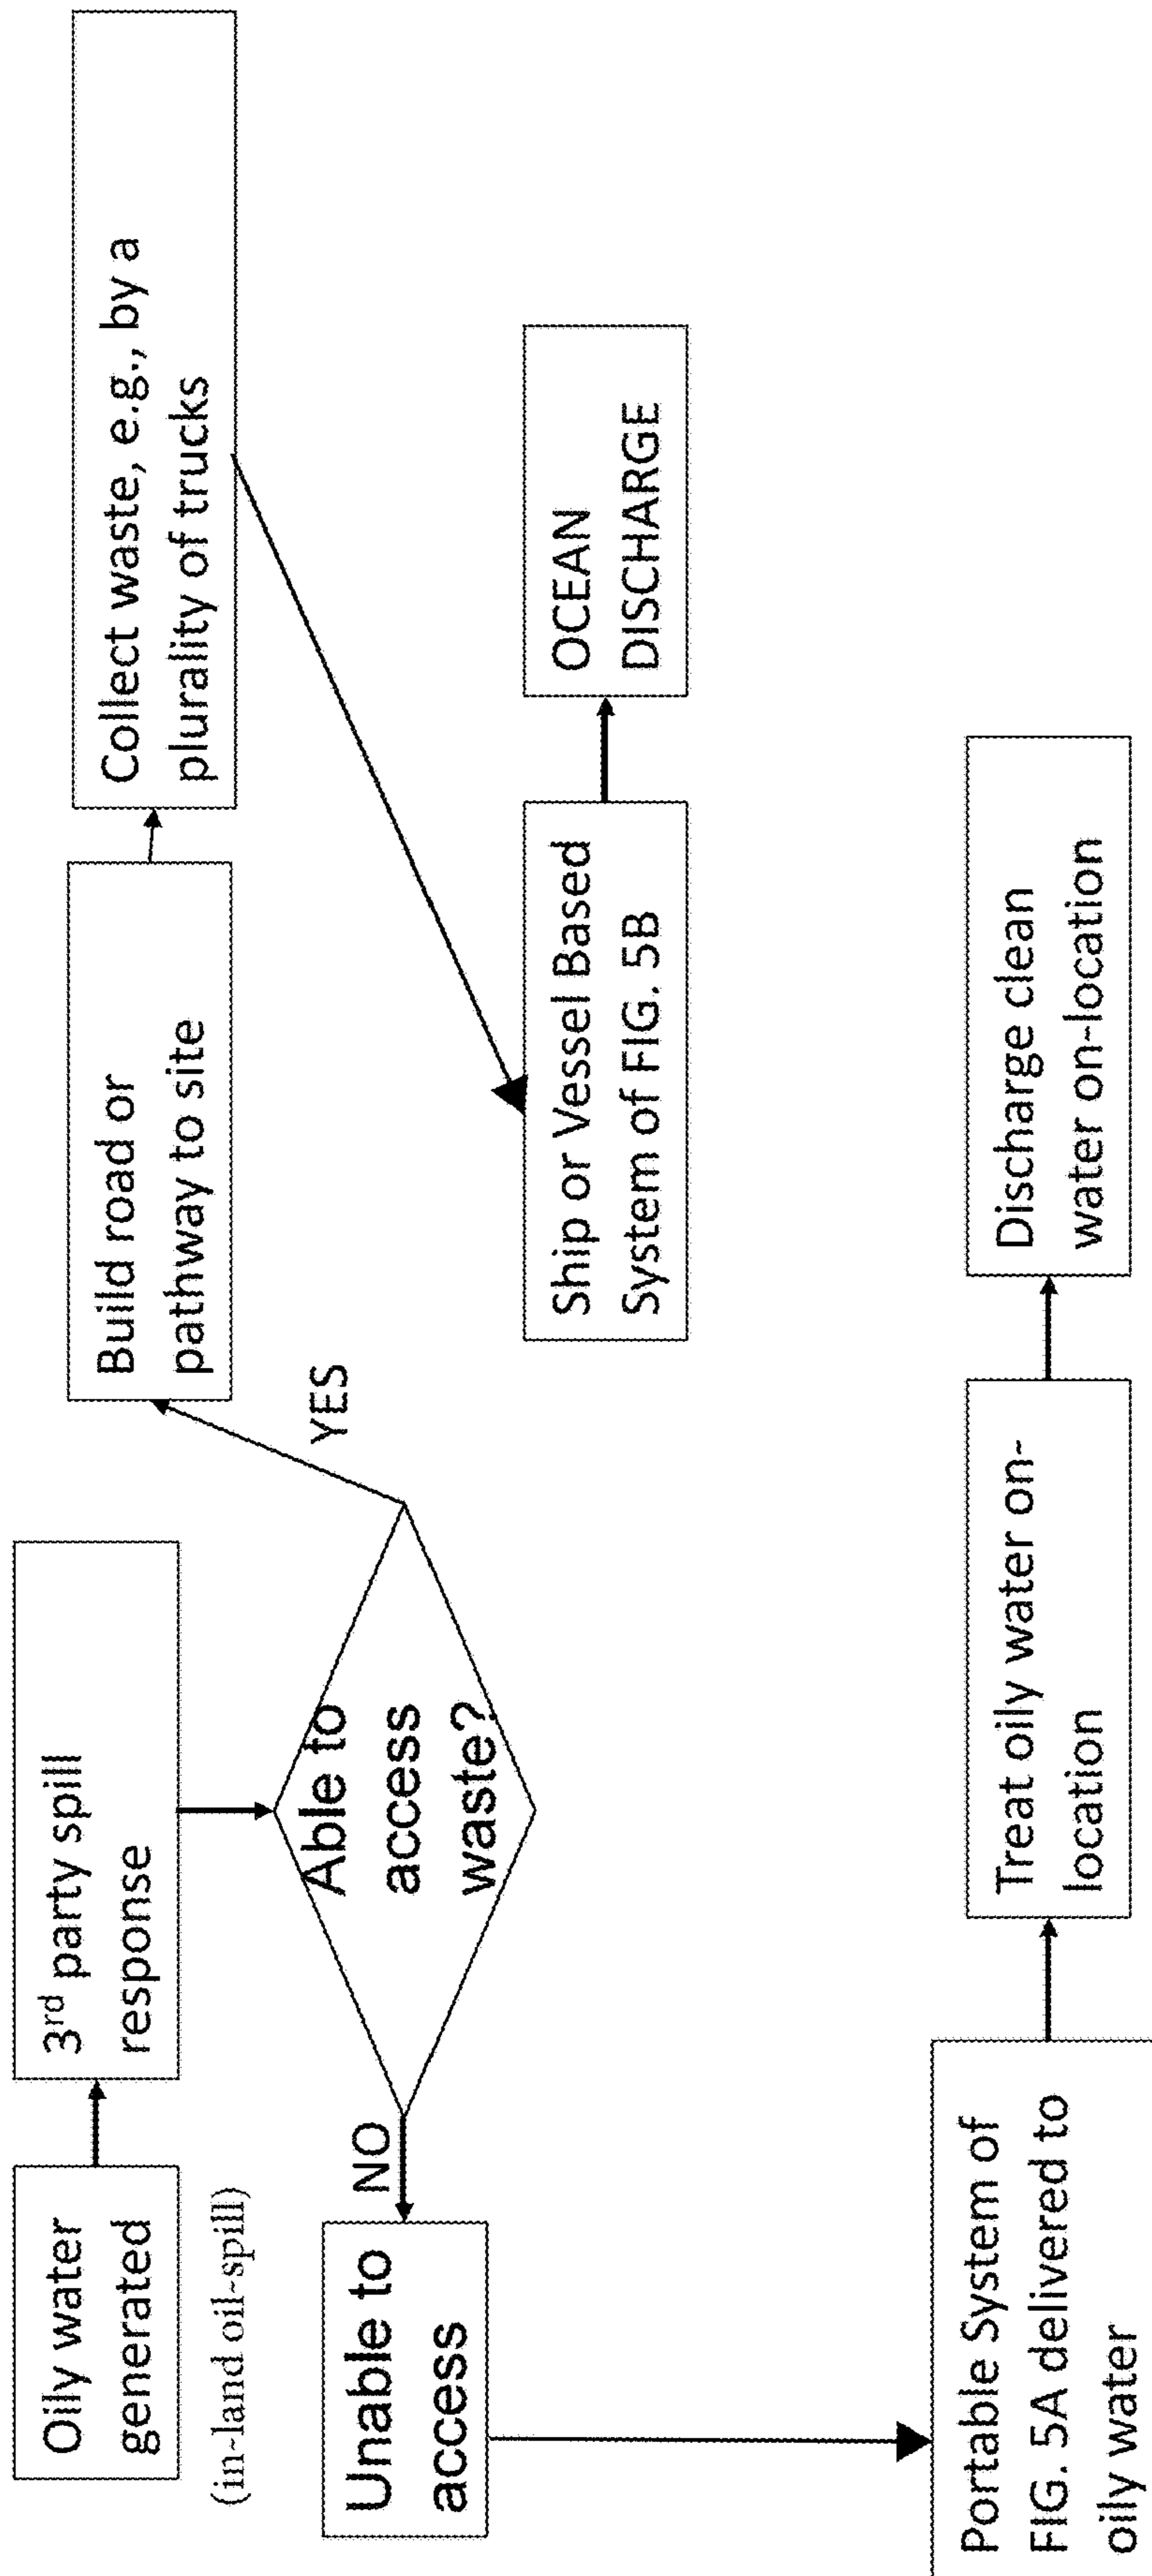 Oily water
generated
(in-land oil-spill)
3rd party spill
response
Able to
access
waste?
YES
Build road or
pathway to site
Collect waste, e.g., by a
plurality of trucks
Ship or Vessel Based
System of FIG. 5B
OCEAN
DISCHARGE
NO
Unable to
access
Portable System of
FIG. 5A delivered to
oily water
Treat oily water on-
location
Discharge clean
water on-location